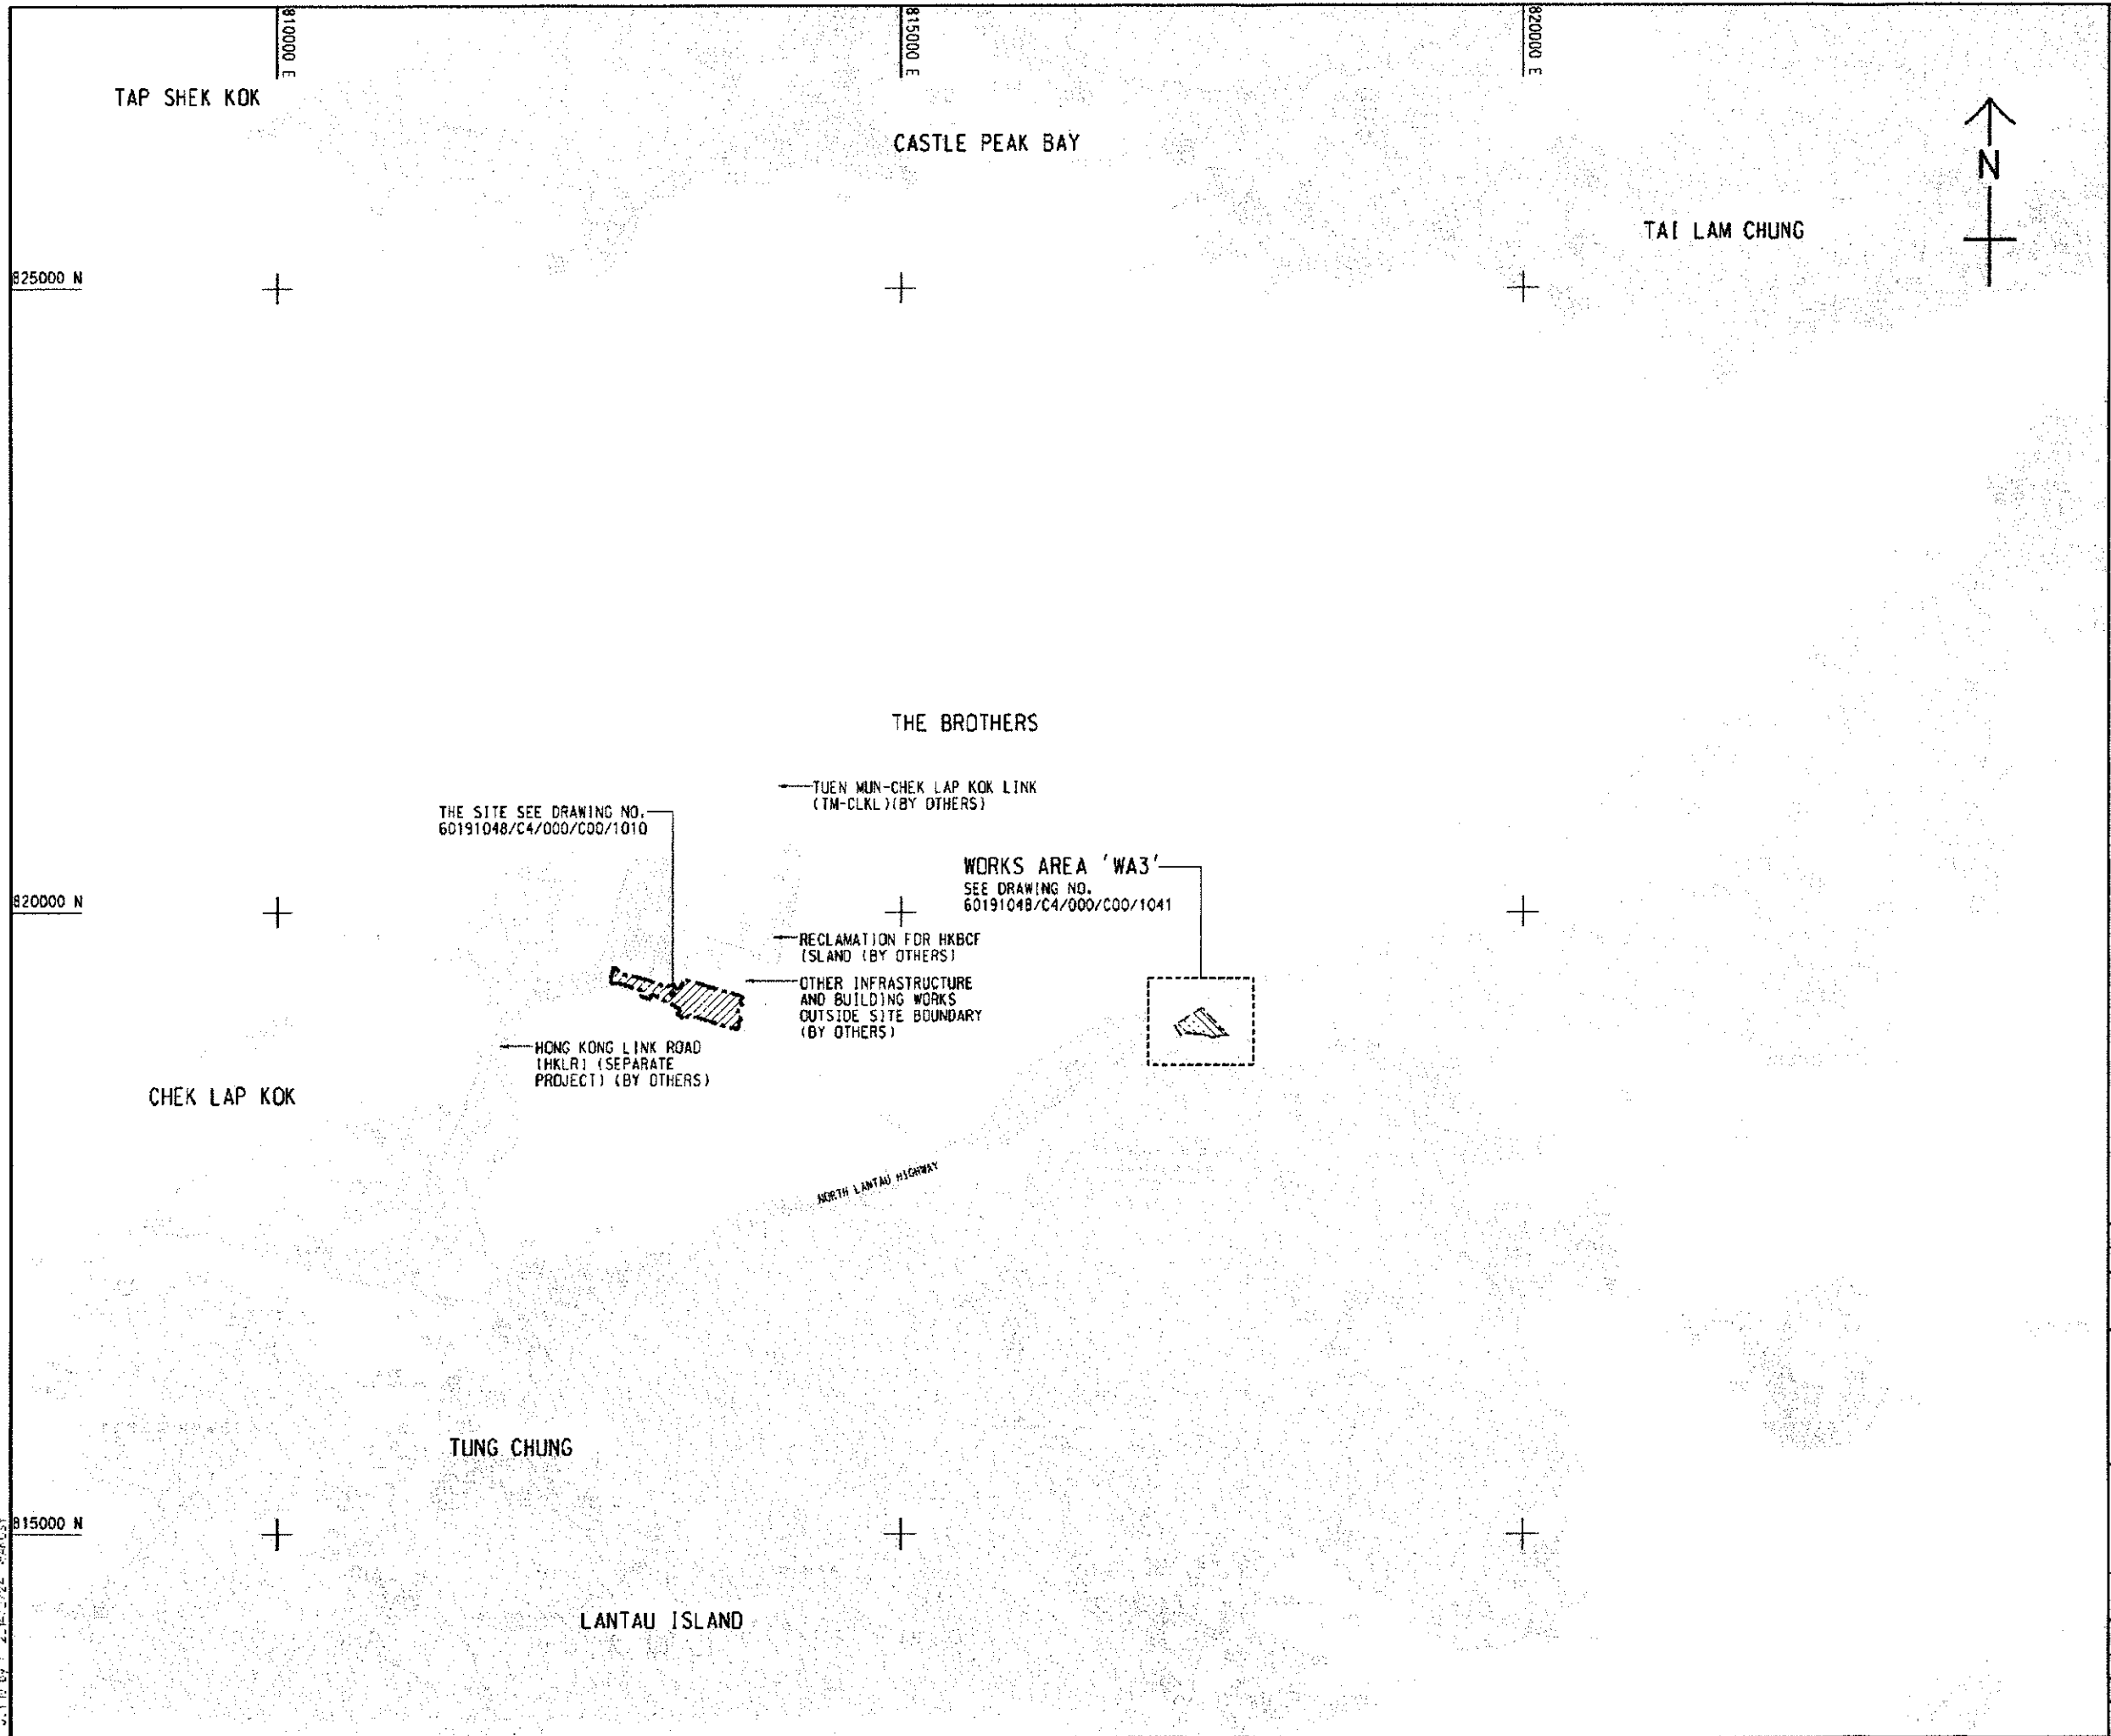 810000 E
815000 E
820000 E
TAP SHEK KOK
CASTLE PEAK BAY
N
TAI LAM CHUNG
825000 N
THE BROTHERS
TUEN MUN-CHEK LAP KOK LINK
(TM-CLKL)(BY OTHERS)
THE SITE SEE DRAWING NO.
60191048/C4/000/C00/1010
WORKS AREA 'WA3'
SEE DRAWING NO.
60191048/C4/000/C00/1041
820000 N
RECLAMATION FOR HKBCF
ISLAND (BY OTHERS)
OTHER INFRASTRUCTURE
AND BUILDING WORKS
OUTSIDE SITE BOUNDARY
(BY OTHERS)
HONG KONG LINK ROAD
(HKLR) (SEPARATE
PROJECT) (BY OTHERS)
CHEK LAP KOK
NORTH LANTAU HIGHWAY
TUNG CHUNG
815000 N
LANTAU ISLAND